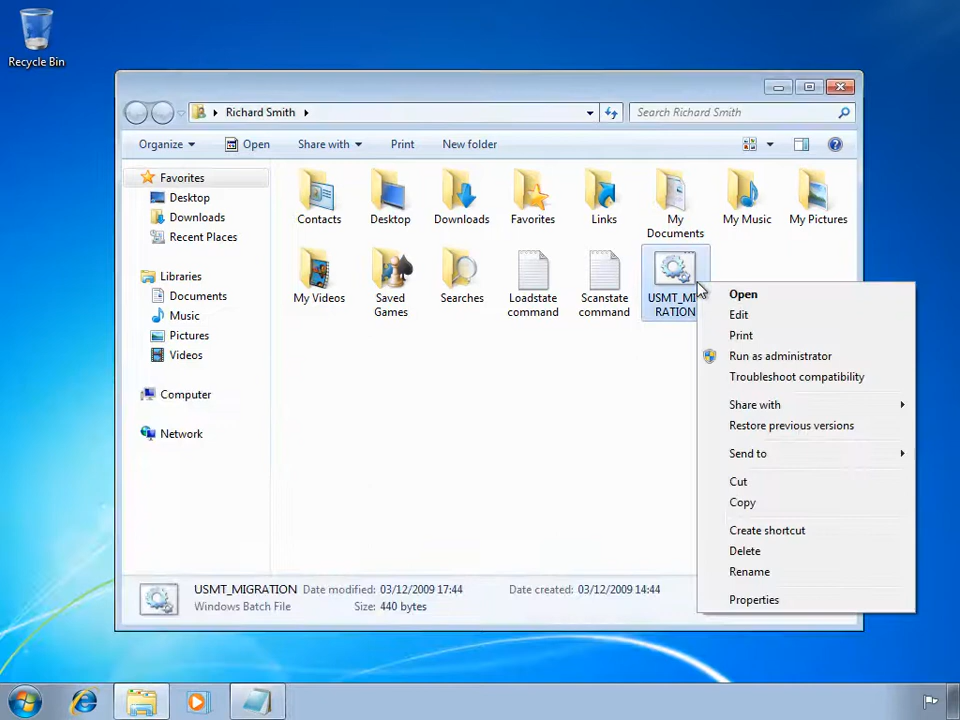 Recycle Bin
Richard Smith
Search Richard Smith
Organize Open Share with Print New folder
Favorites
Desktop
Downloads
Recent Places
Libraries
Documents
Music
Pictures
Videos
Computer
Network
Contacts Desktop Downloads Favorites Links My Documents My Music My Pictures
My Videos Saved Games Searches Loadstate command Scanstate command USMT_MIGRATION
Open
Edit
Print
Run as administrator
Troubleshoot compatibility
Share with
Restore previous versions
Send to
Cut
Copy
Create shortcut
Delete
Rename
Properties
USMT_MIGRATION Date modified: 03/12/2009 17:44 Date created: 03/12/2009 14:44
Windows Batch File Size: 440 bytes